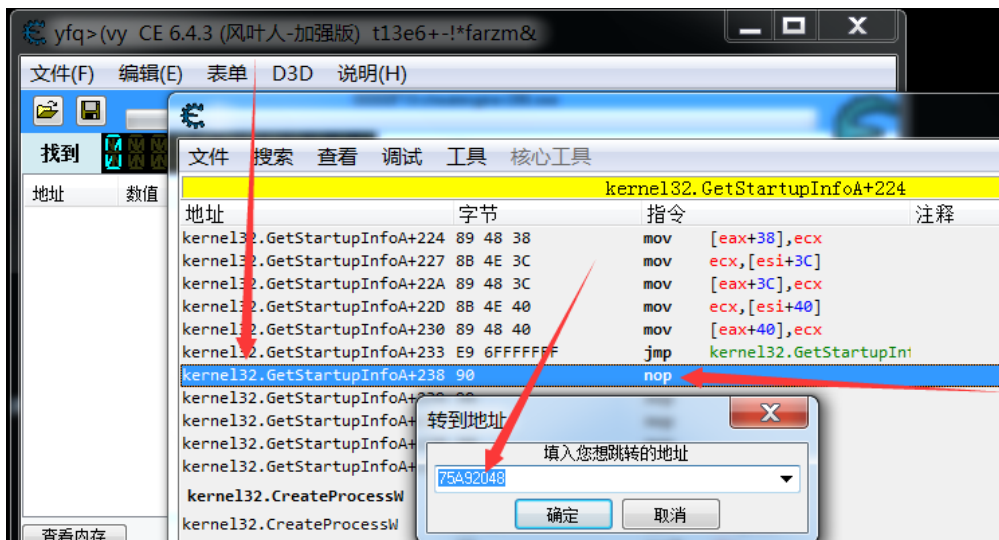 yfq>(vy CE 6.4.3 (风叶人-加强版) t13e6+-!*farzm&
文件(F) 编辑(E) 表单 D3D 说明(H)
找到
文件 搜索 查看 调试 工具 核心工具
地址 数值
kernel32.GetStartupInfoA+224
地址 字节 指令 注释
kernel32.GetStartupInfoA+224 89 48 38 mov [eax+38],ecx
kernel32.GetStartupInfoA+227 8B 4E 3C mov ecx,[esi+3C]
kernel32.GetStartupInfoA+22A 89 48 3C mov [eax+3C],ecx
kernel32.GetStartupInfoA+22D 8B 4E 40 mov ecx,[esi+40]
kernel32.GetStartupInfoA+230 89 48 40 mov [eax+40],ecx
kernel32.GetStartupInfoA+233 E9 6FFFFFFF jmp kernel32.GetStartupInf
kernel32.GetStartupInfoA+238 90 nop
kernel32.GetStartupInfoA+
kernel32.GetStartupInfoA+
kernel32.GetStartupInfoA+
kernel32.GetStartupInfoA+
kernel32.CreateProcessW
kernel32.CreateProcessW
转到地址
填入您想跳转的地址
75A92048
确定 取消
查看内存